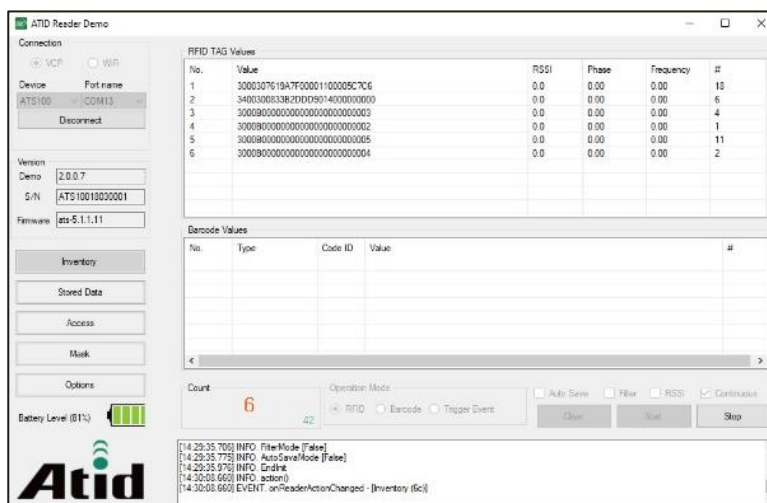 ATID Reader Demo
Connection
VCP WiFi
Device Port name
ATS100 COM13
Disconnect
Version
Demo 2.0.0.7
S/N ATS10018030001
Firmware ats-5.1.1.11
Inventory
Stored Data
Access
Mask
Options
Battery Level (81%)
Atid
RFID TAG Values
No. Value RSSI Phase Frequency #
1 0.0 0.00 0.00 18
2 0.0 0.00 0.00 6
3 0.0 0.00 0.00 4
4 0.0 0.00 0.00 1
5 0.0 0.00 0.00 11
6 0.0 0.00 0.00 2
Barcode Values
No. Type Code ID Value #
Count
6
42
Operation Mode
RFID Barcode Trigger Event
Auto Save Filter RSSI Continuous
Clear Start Stop
[14:29:35.706] INFO. FilterMode [False]
[14:29:35.775] INFO. AutoSavaMode [False]
[14:29:35.976] INFO. EndInit
[14:30:08.660] INFO. action()
[14:30:08.660] EVENT. onReaderActionChanged - [Inventory (6c)]